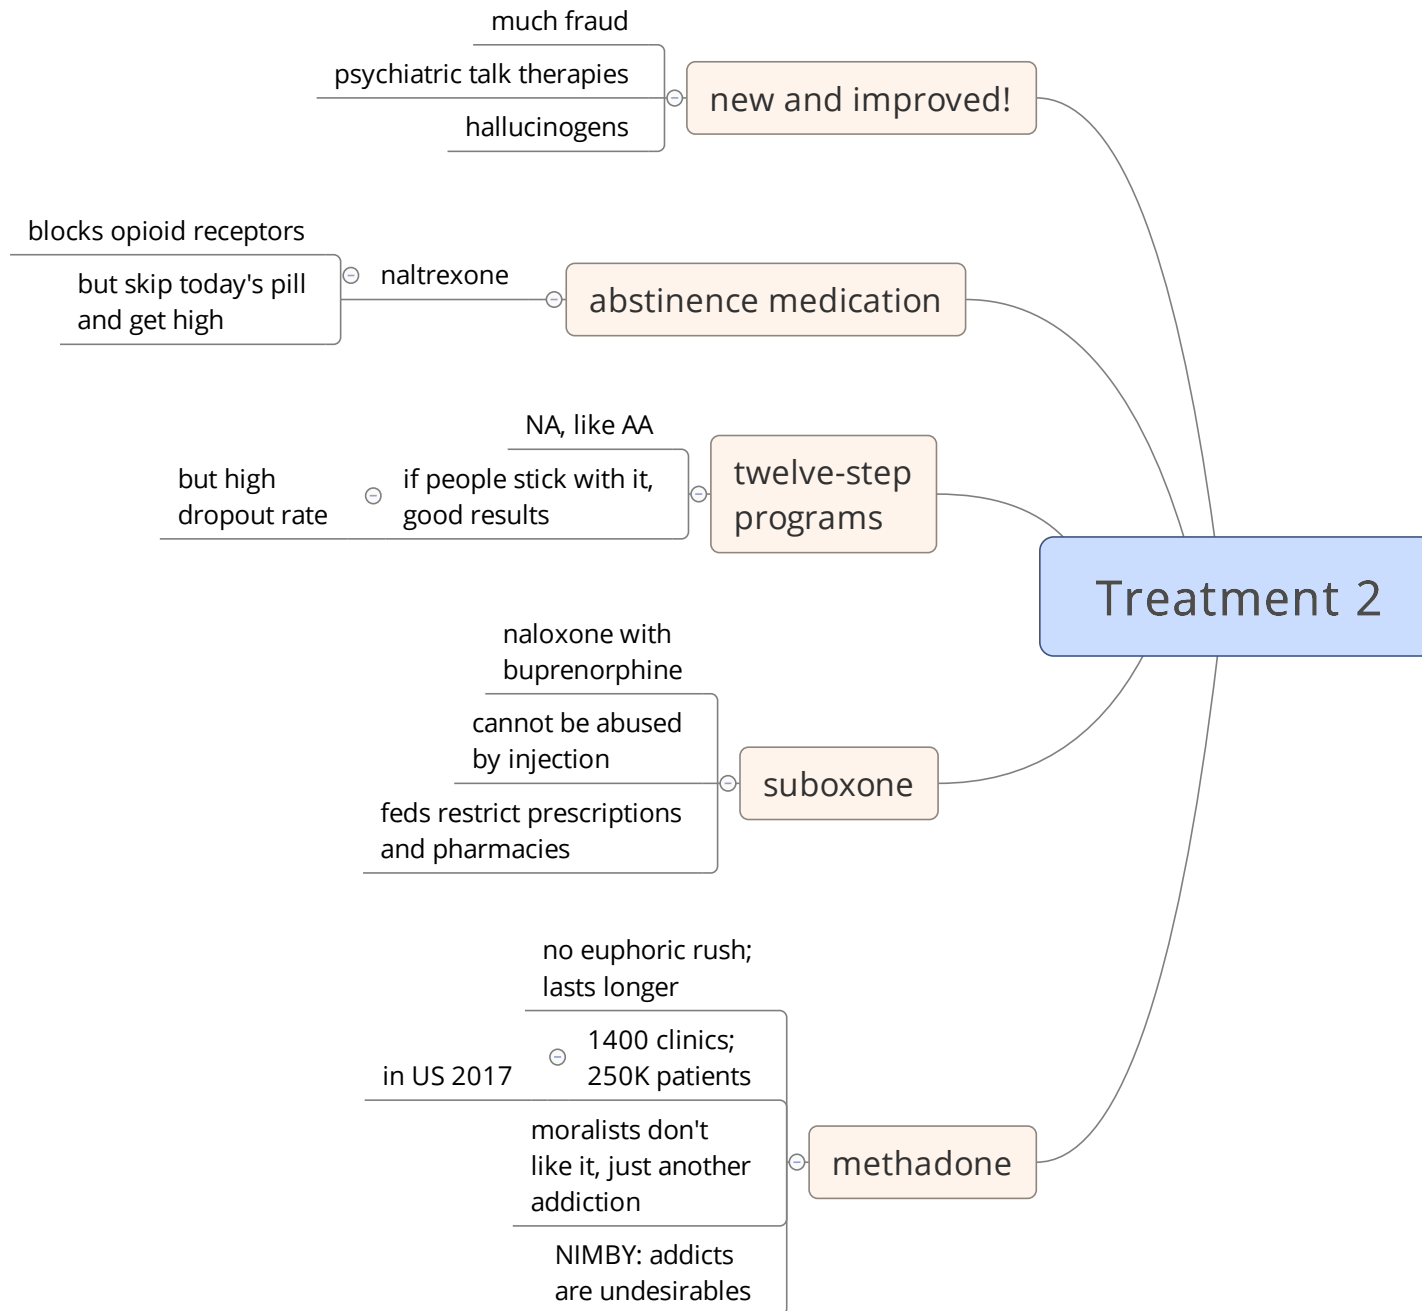 much fraud
psychiatric talk therapies
hallucinogens
new and improved!
blocks opioid receptors
but skip today's pill
and get high
naltrexone
abstinence medication
NA, like AA
if people stick with it,
good results
but high
dropout rate
twelve-step
programs
Treatment 2
naloxone with
buprenorphine
cannot be abused
by injection
feds restrict prescriptions
and pharmacies
suboxone
no euphoric rush;
lasts longer
1400 clinics;
250K patients
in US 2017
moralists don't
like it, just another
addiction
NIMBY: addicts
are undesirables
methadone